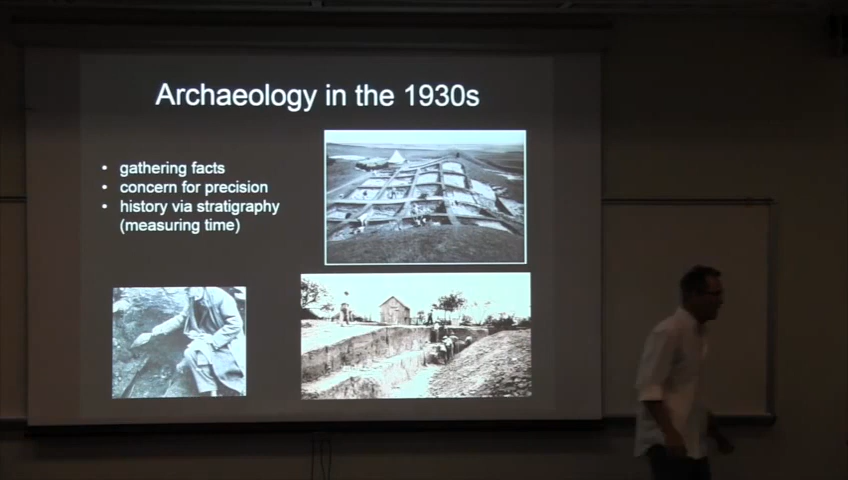 Archaeology in the 1930s
• gathering facts
• concern for precision
• history via stratigraphy
(measuring time)